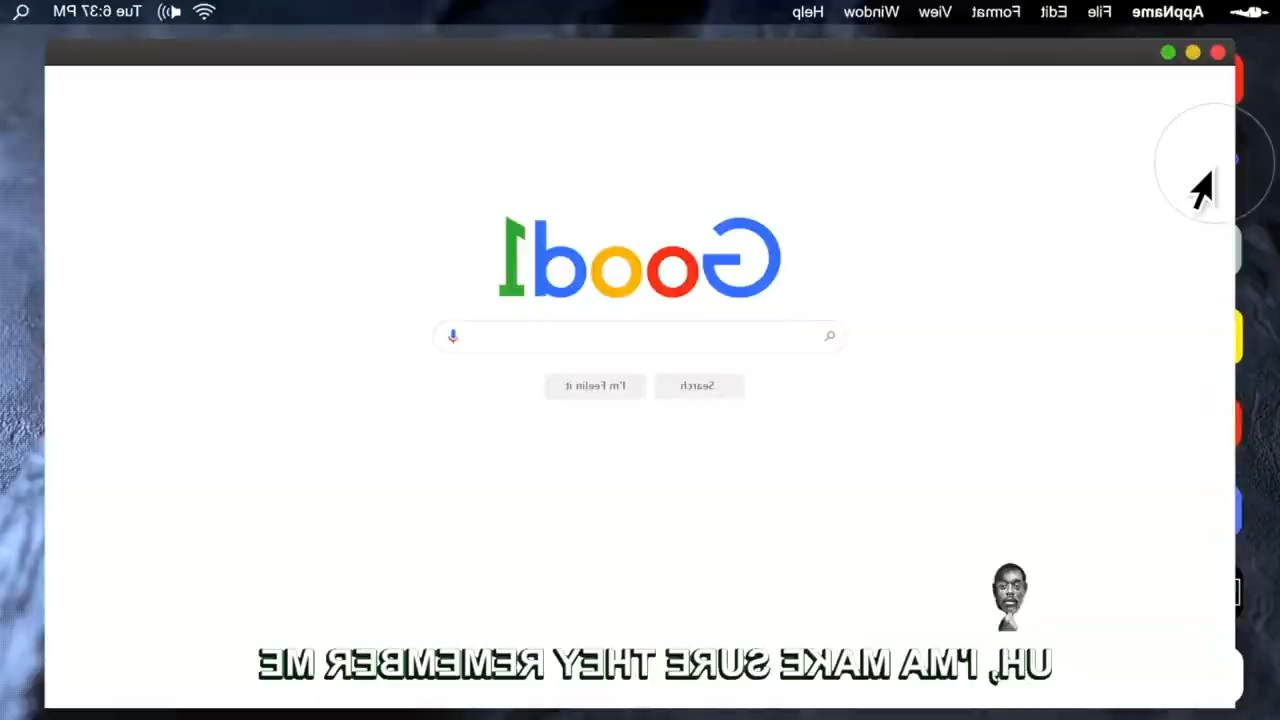 AppName File Edit Format View Window Help Tue 6:37 PM
Good1
Search I'm Feelin it
UH, I'MA MAKE SURE THEY REMEMBER ME